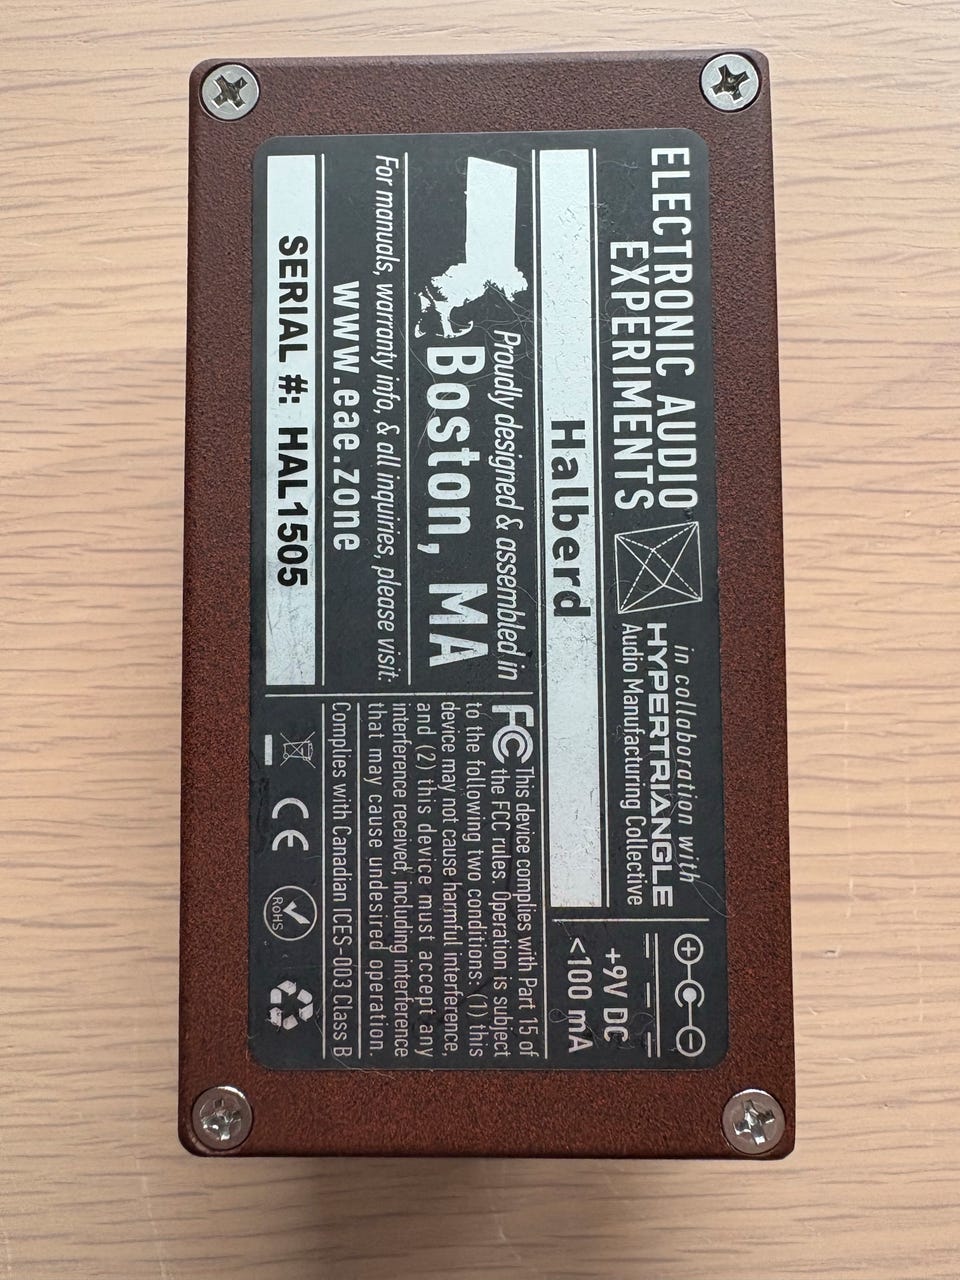 ELECTRONIC AUDIO
EXPERIMENTS
in collaboration with
HYPERTRIANGLE
Audio Manufacturing Collective
Halberd
+9V DC
<100 mA
Proudly designed & assembled in
Boston, MA
For manuals, warranty info, & all inquiries, please visit:
www.eae.zone
SERIAL #: HAL1505
FC This device complies with Part 15 of
the FCC rules. Operation is subject
to the following two conditions: (1) this
device may not cause harmful interference,
and (2) this device must accept any
interference received, including interference
that may cause undesired operation.
Complies with Canadian ICES-003 Class B
CE
RoHS